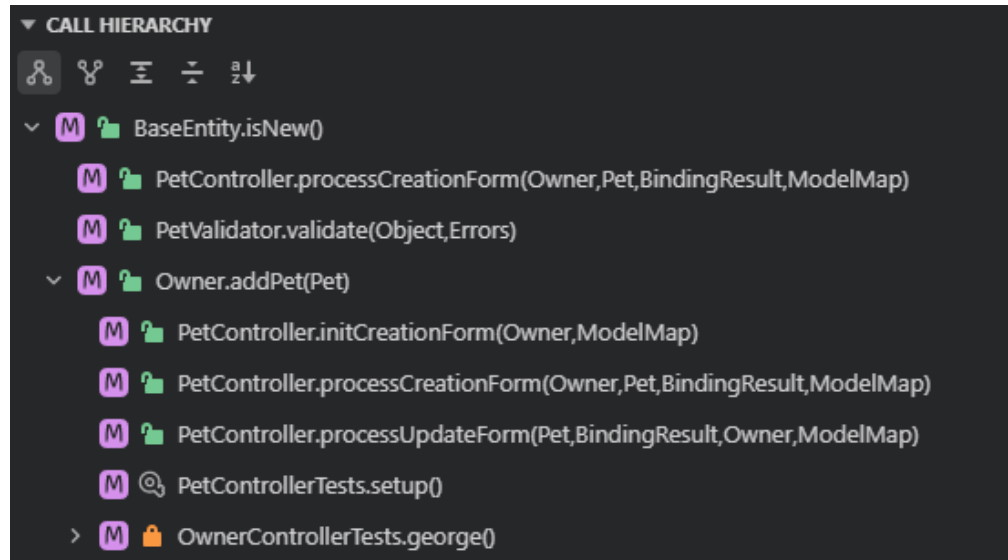 CALL HIERARCHY
BaseEntity.isNew()
PetController.processCreationForm(Owner,Pet,BindingResult,ModelMap)
PetValidator.validate(Object,Errors)
Owner.addPet(Pet)
PetController.initCreationForm(Owner,ModelMap)
PetController.processCreationForm(Owner,Pet,BindingResult,ModelMap)
PetController.processUpdateForm(Pet,BindingResult,Owner,ModelMap)
PetControllerTests.setup()
OwnerControllerTests.george()